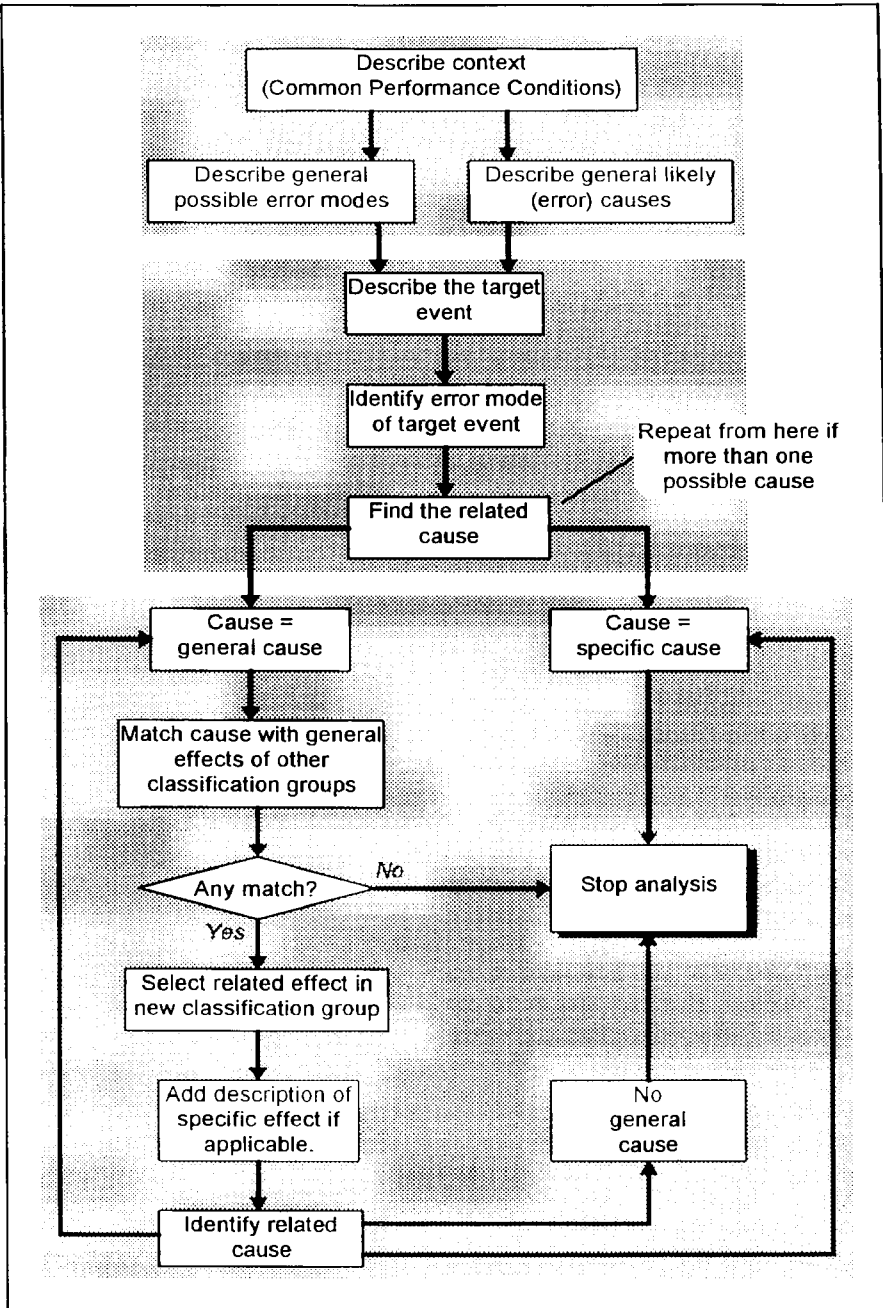 Describe context
(Common Performance Conditions)
Describe general
possible error modes
Describe general likely
(error) causes
Describe the target
event
Identify error mode
of target event
Repeat from here if
more than one
possible cause
Find the related
cause
Cause =
general cause
Cause =
specific cause
Match cause with general
effects of other
classification groups
Any match?
No
Stop analysis
Yes
Select related effect in
new classification group
Add description of
specific effect if
applicable.
No
general
cause
Identify related
cause